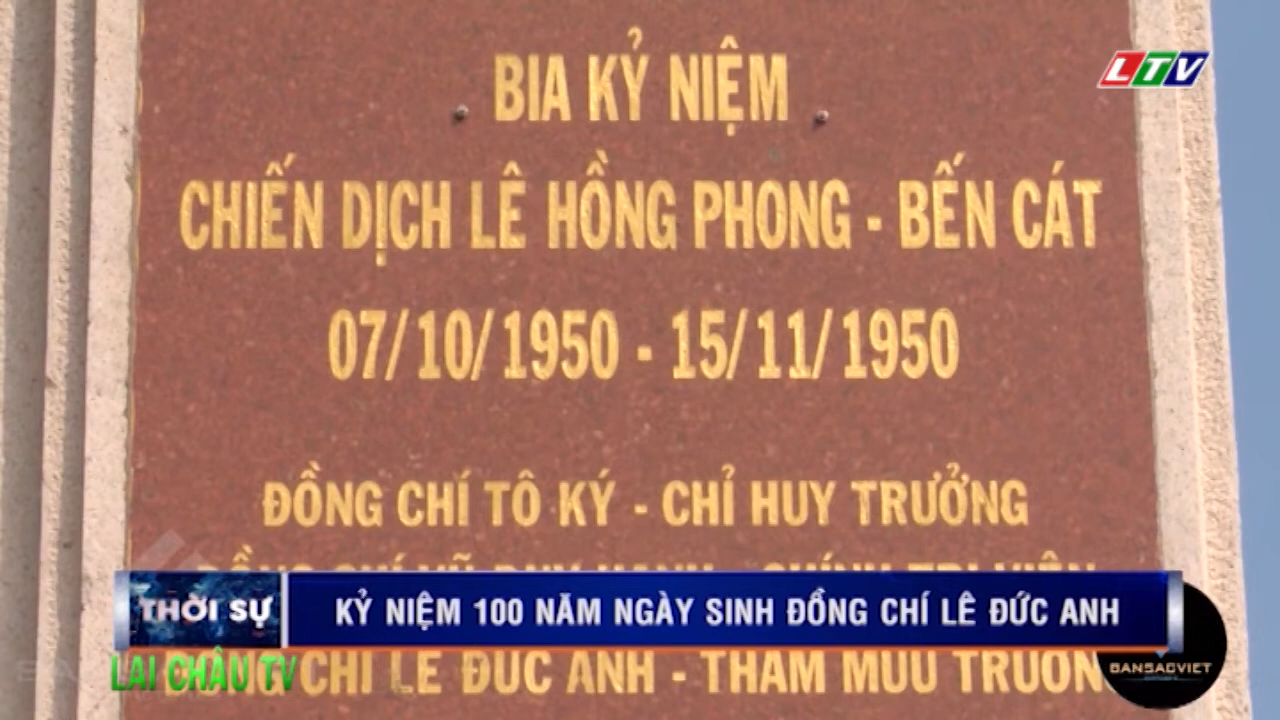 BIA KỶ NIỆM
LTV
CHIẾN DỊCH LÊ HỒNG PHONG - BẾN CÁT
07/10/1950 - 15/11/1950
ĐỒNG CHÍ TÔ KÝ - CHỈ HUY TRƯỞNG
THỜI SỰ
KỶ NIỆM 100 NĂM NGÀY SINH ĐỒNG CHÍ LÊ ĐỨC ANH
LAI CHÂU TV
CHÍ LÊ ĐỨC ANH - THAM MƯU TRƯỞNG
BANSACVIET